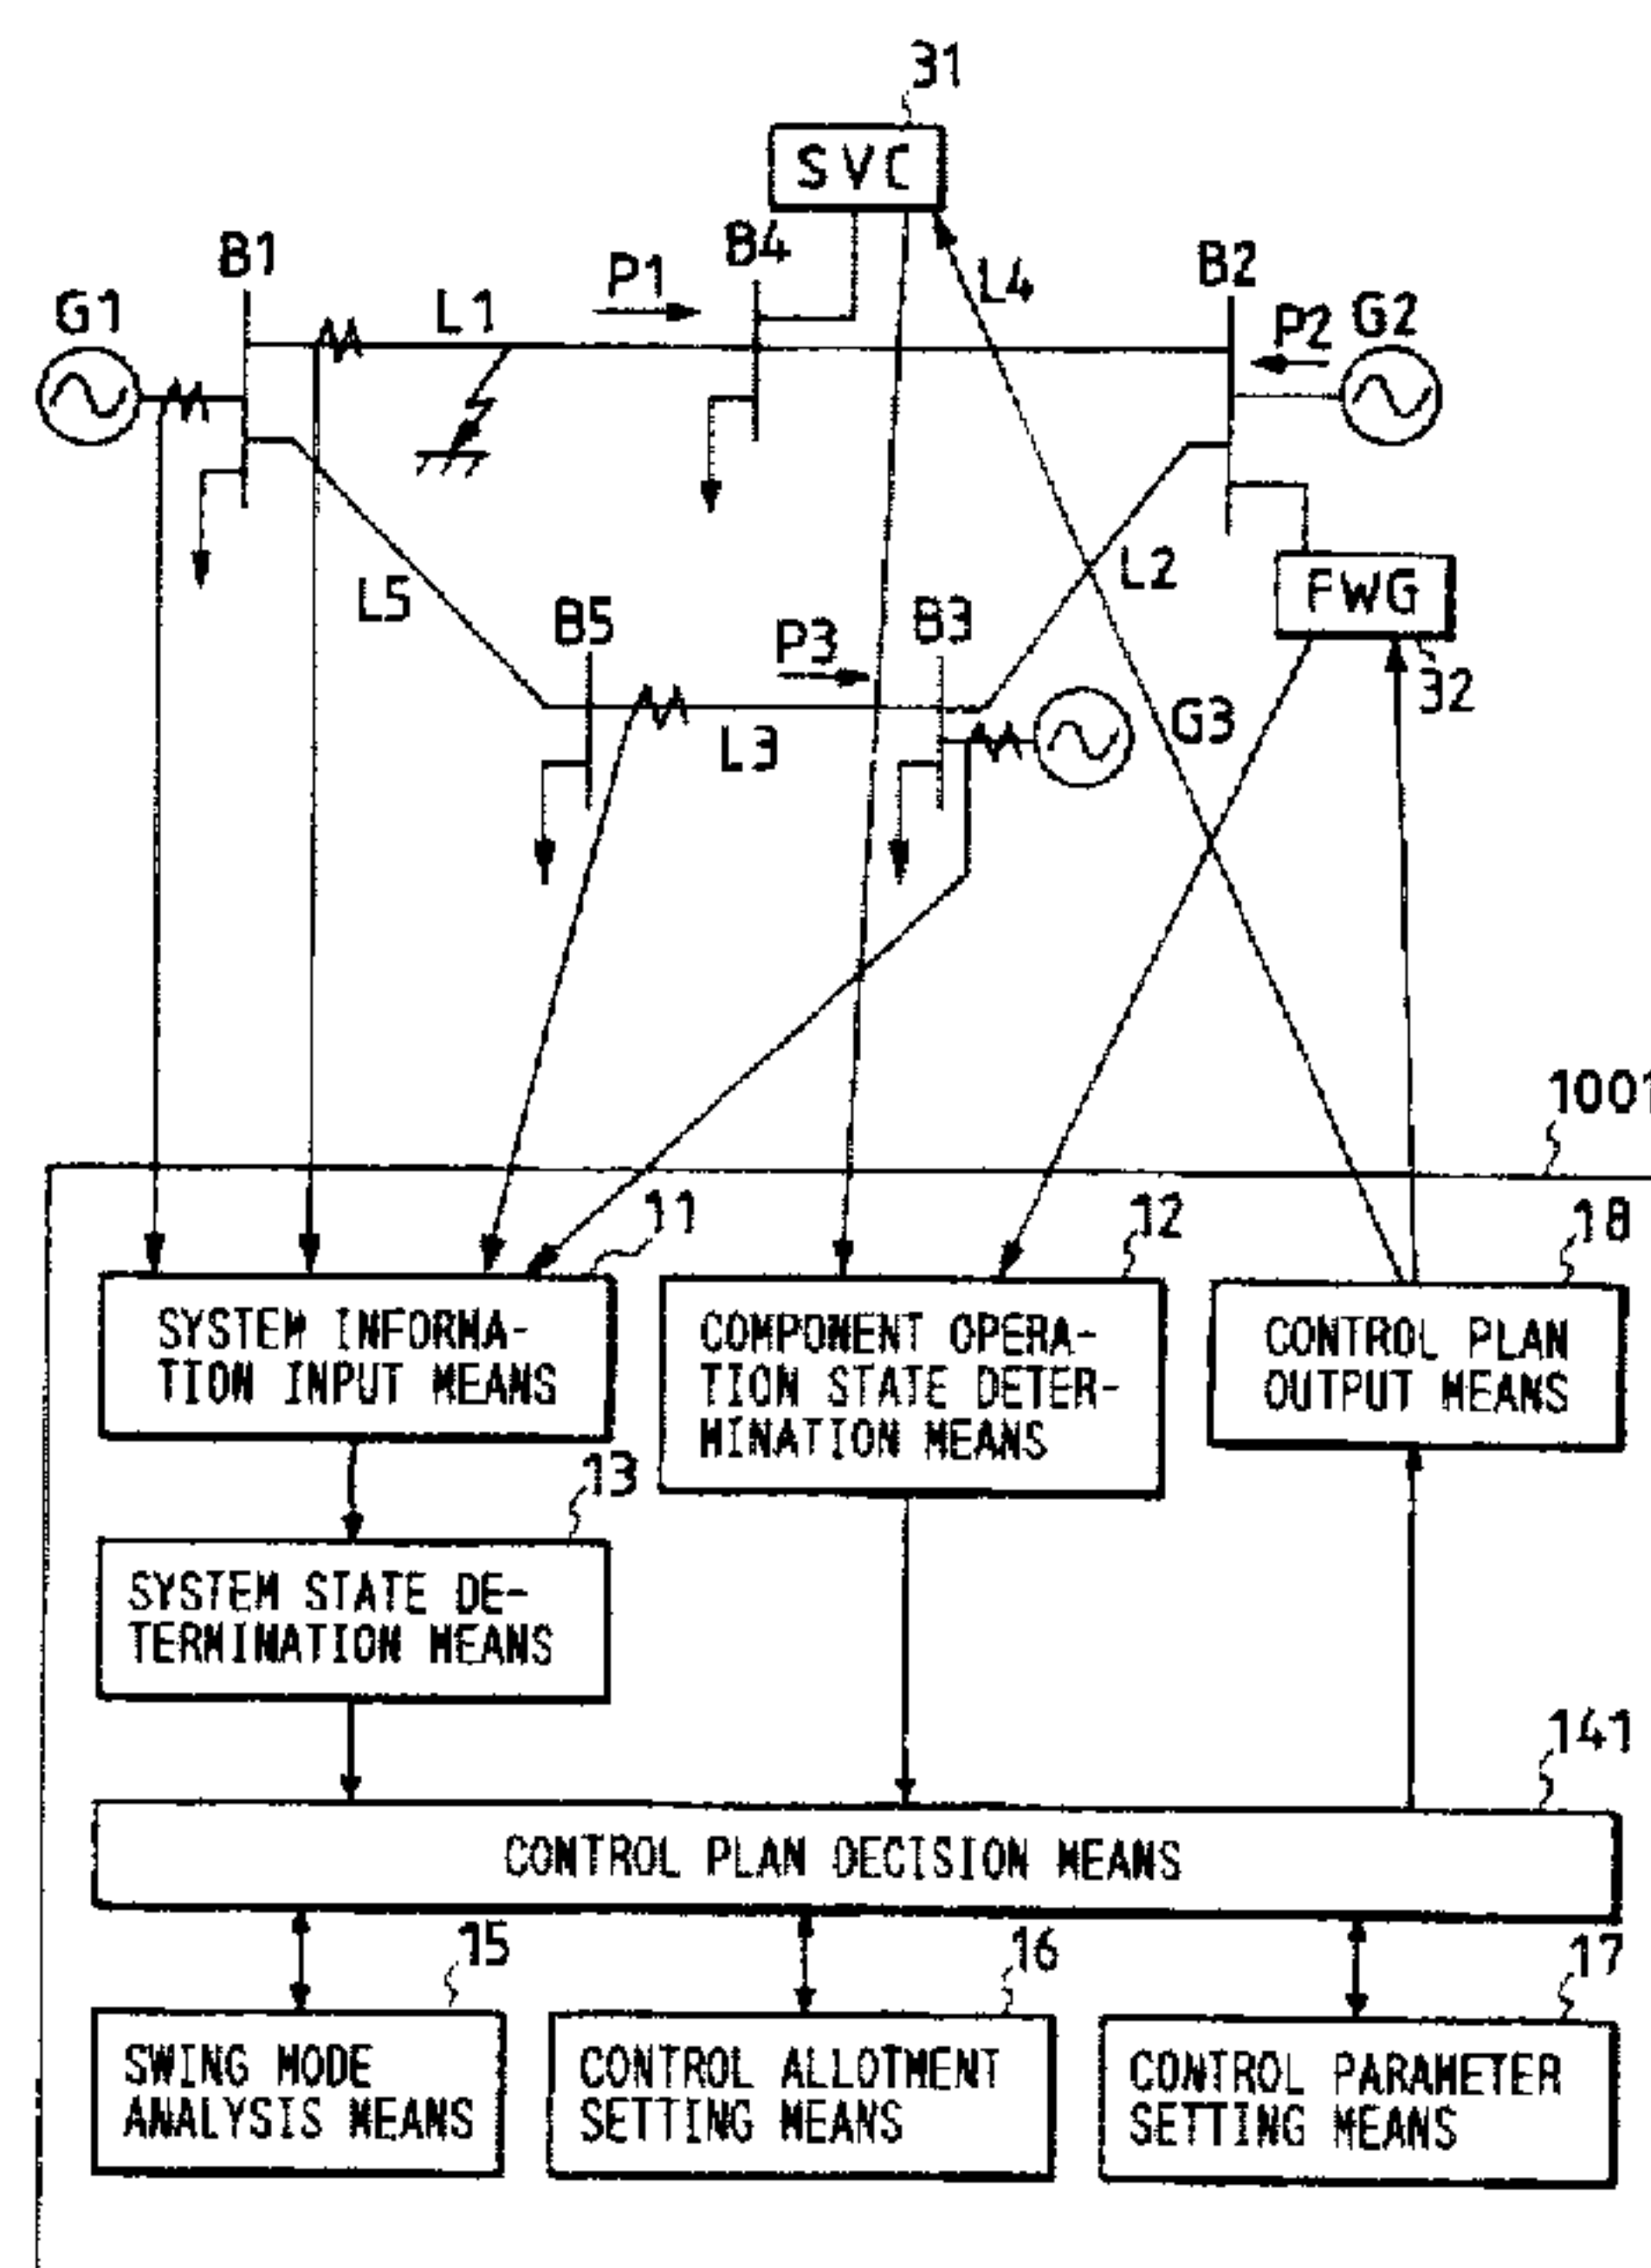 31
SVC
B1
P1
B4
L4
B2
G1
L1
P2
G2
L5
B5
P3
B3
L2
FWG
32
L3
G3
1001
11
12
18
SYSTEM INFORMA-
TION INPUT MEANS
COMPONENT OPERA-
TION STATE DETER-
MINATION MEANS
CONTROL PLAN
OUTPUT MEANS
13
SYSTEM STATE DE-
TERMINATION MEANS
141
CONTROL PLAN DECISION MEANS
15
16
17
SWING MODE
ANALYSIS MEANS
CONTROL ALLOTMENT
SETTING MEANS
CONTROL PARAMETER
SETTING MEANS